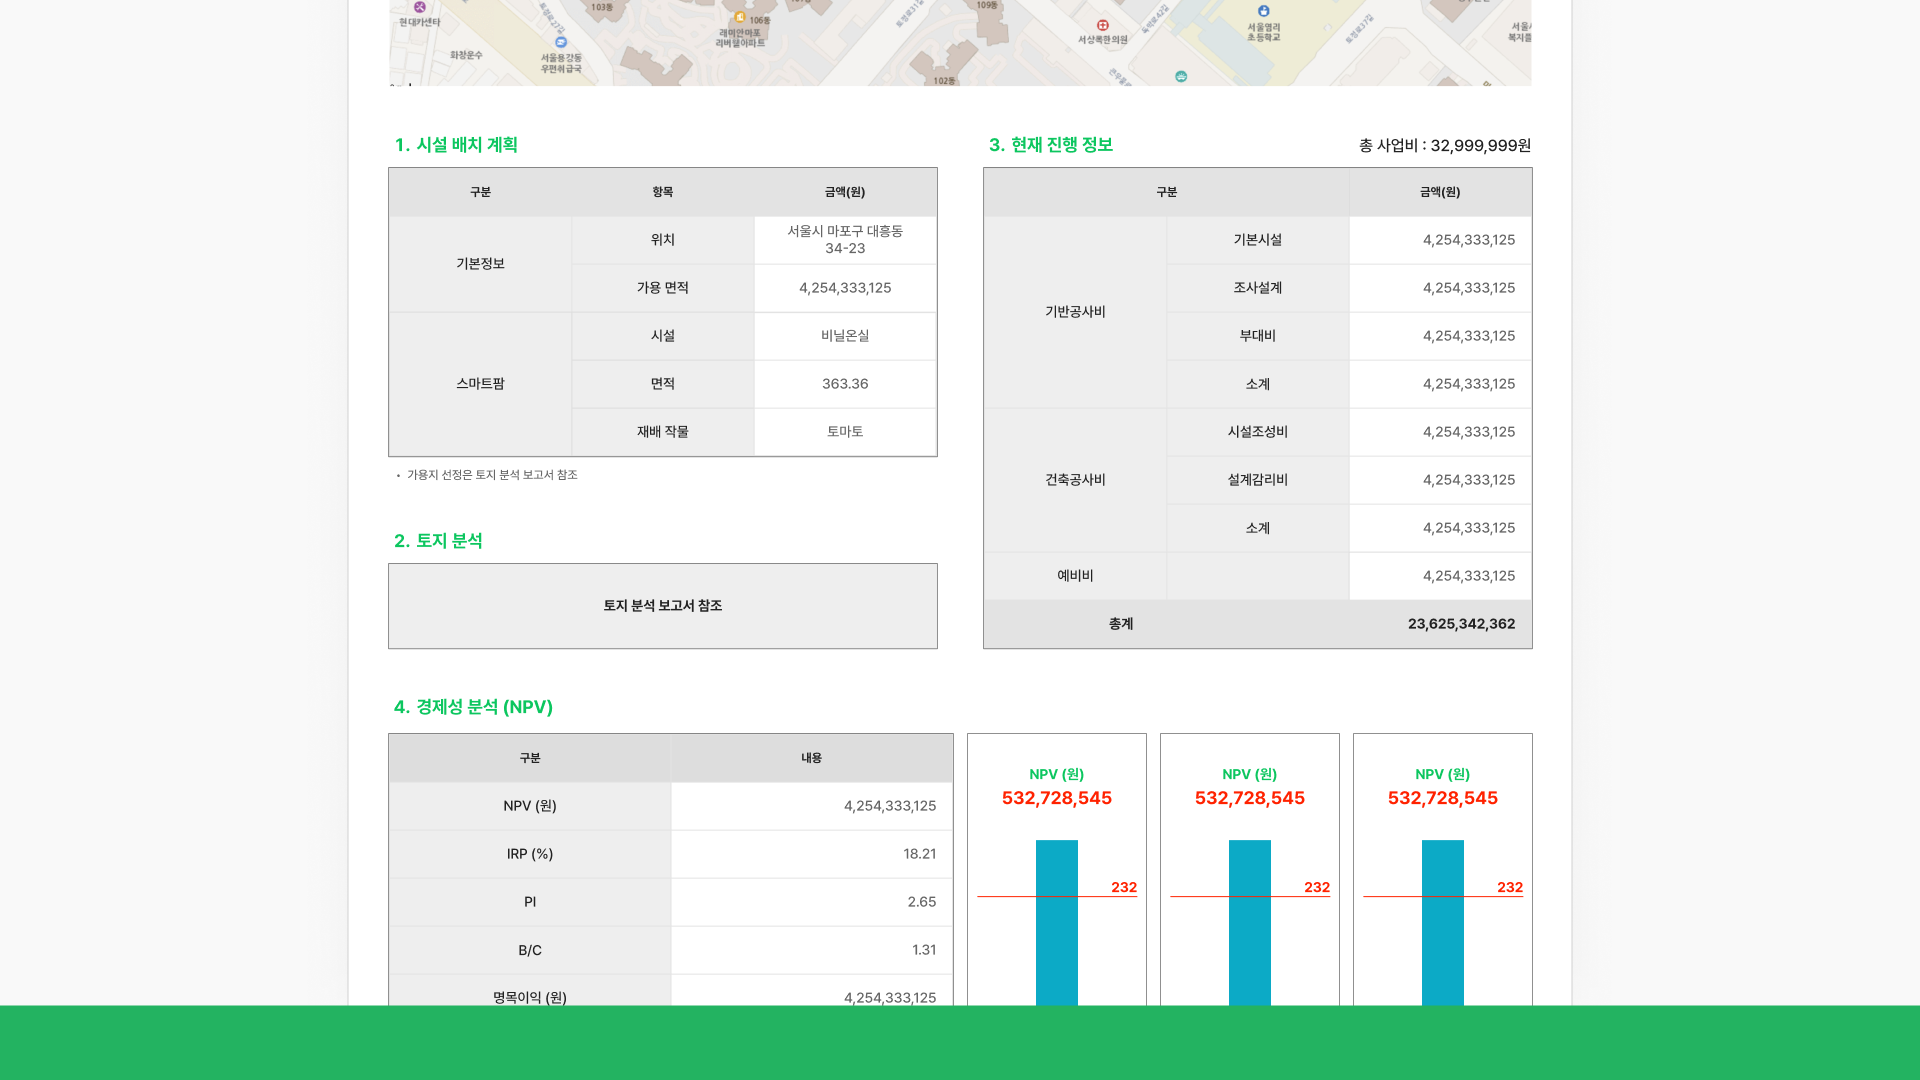 현대카센타
103동
106동
109동
래미안마포
리버웰아파트
토정로31길
토정로37길
서상록한의원
서울염리
초등학교
화랑운수
서울용강동
우편취급국
102동
1. 시설 배치 계획
구분 항목 금액(원)
기본정보 위치 서울시 마포구 대흥동
34-23
가용 면적 4,254,333,125
스마트팜 시설 비닐온실
면적 363.36
재배 작물 토마토
• 가용지 선정은 토지 분석 보고서 참조
2. 토지 분석
토지 분석 보고서 참조
3. 현재 진행 정보
총 사업비 : 32,999,999원
구분 금액(원)
기반공사비 기본시설 4,254,333,125
조사설계 4,254,333,125
부대비 4,254,333,125
소계 4,254,333,125
건축공사비 시설조성비 4,254,333,125
설계감리비 4,254,333,125
소계 4,254,333,125
예비비 4,254,333,125
총계 23,625,342,362
4. 경제성 분석 (NPV)
구분 내용
NPV (원) 4,254,333,125
IRP (%) 18.21
PI 2.65
B/C 1.31
명목이익 (원) 4,254,333,125
NPV (원)
532,728,545
232
NPV (원)
532,728,545
232
NPV (원)
532,728,545
232